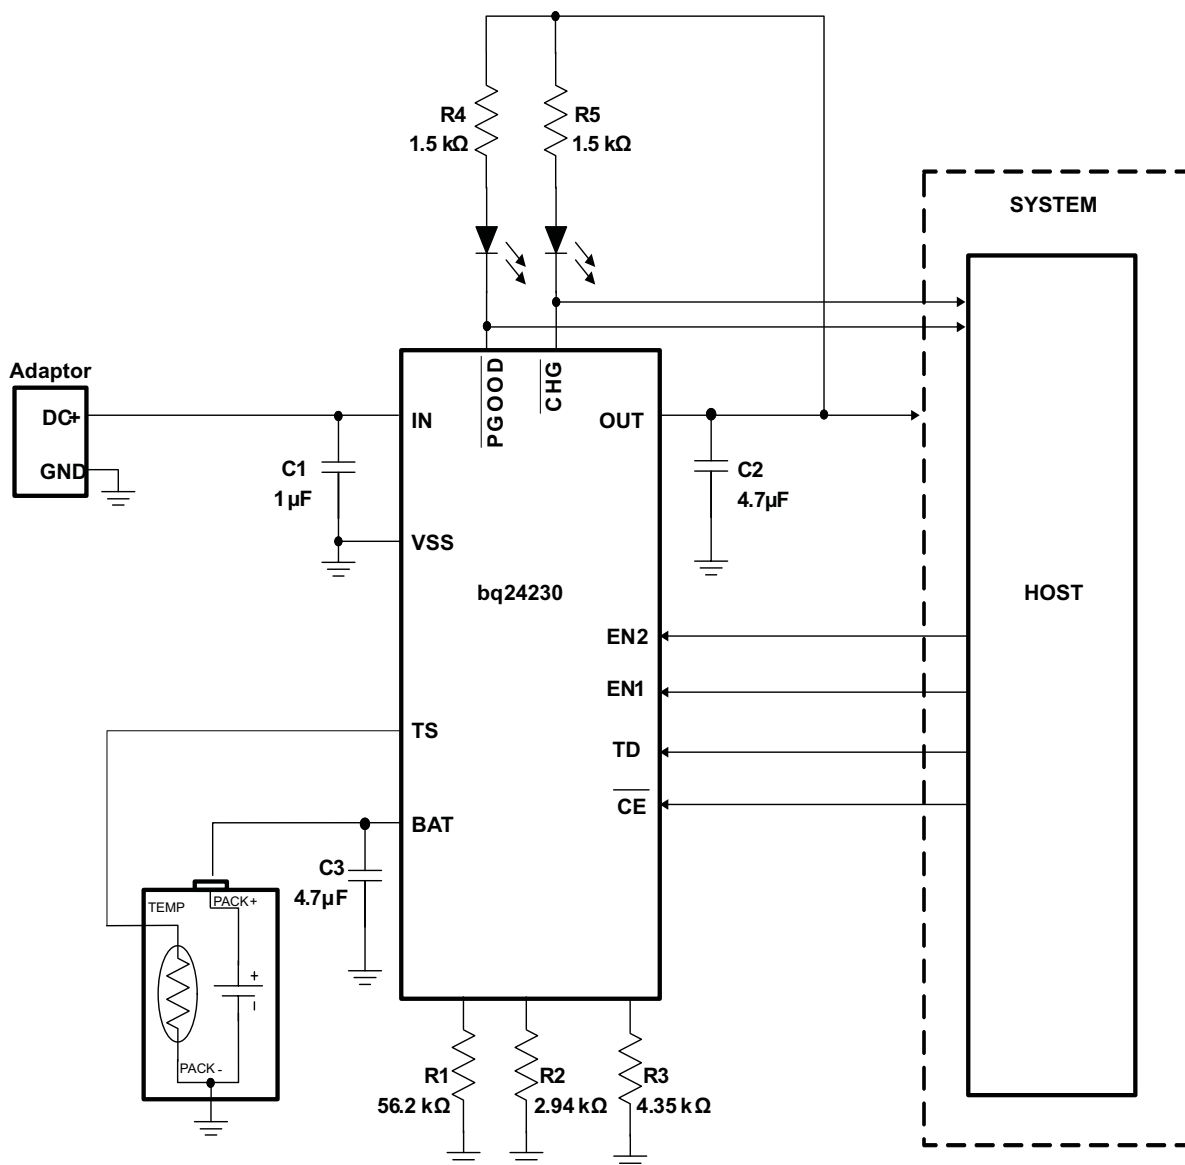 R4
1.5 kΩ
R5
1.5 kΩ
SYSTEM
Adaptor
DC+
GND
C1
1µF
IN
PGOOD
CHG
OUT
C2
4.7µF
VSS
bq24230
HOST
EN2
EN1
TS
TD
CE
BAT
C3
4.7µF
TEMP
PACK+
+
–
PACK-
R1
56.2 kΩ
R2
2.94 kΩ
R3
4.35 kΩ